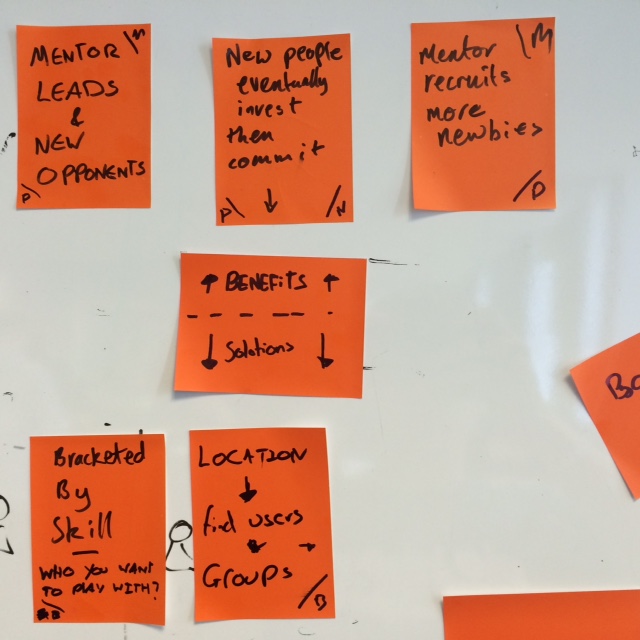 MENTOR
LEADS
&
NEW
OPPONENTS
P
New people
eventually
invest
then
commit
P
N
Mentor
M
recruits
more
newbies
P
BENEFITS
Solutions
Bracketed
By
Skill
WHO YOU WANT
TO PLAY WITH?
B
LOCATION
find users
Groups
B